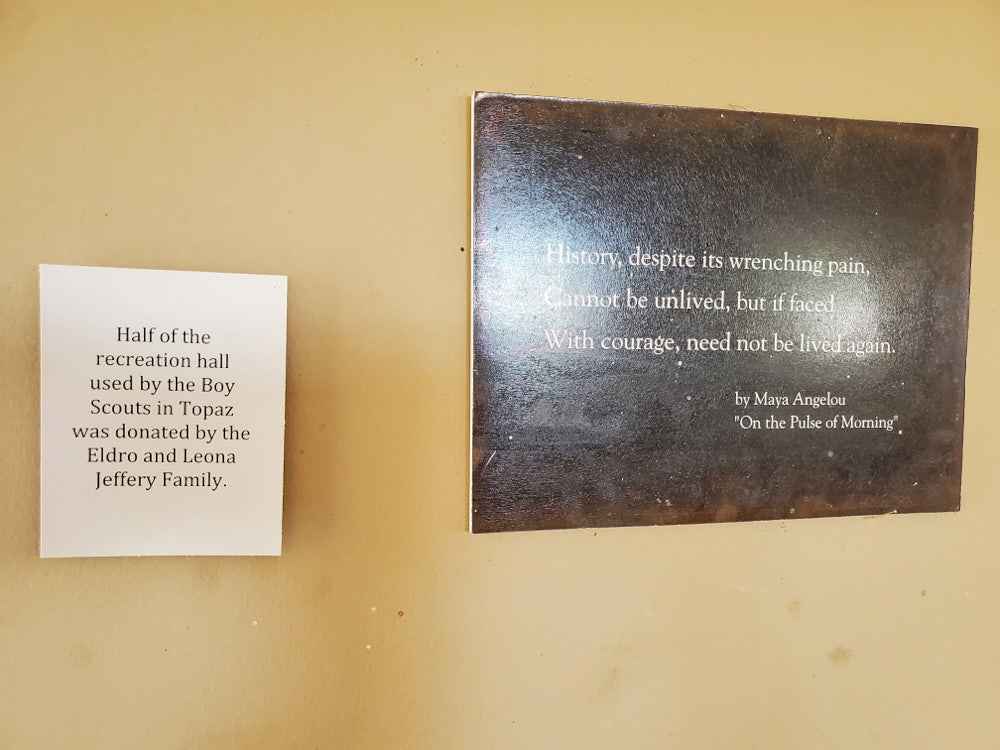 Half of the
recreation hall
used by the Boy
Scouts in Topaz
was donated by the
Eldro and Leona
Jeffery Family.
History, despite its wrenching pain,
Cannot be unlived, but if faced
With courage, need not be lived again.
by Maya Angelou
"On the Pulse of Morning"